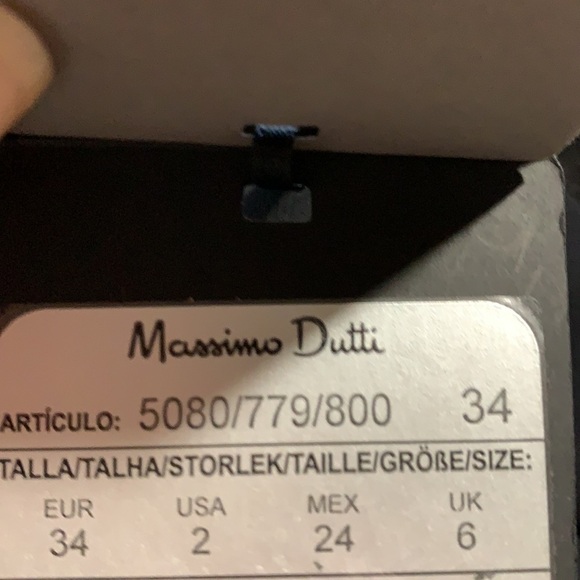 Massimo Dutti
ARTÍCULO: 5080/779/800 34
TALLA/TALHA/STORLEK/TAILLE/GRÖßE/SIZE:
EUR USA MEX UK
34 2 24 6